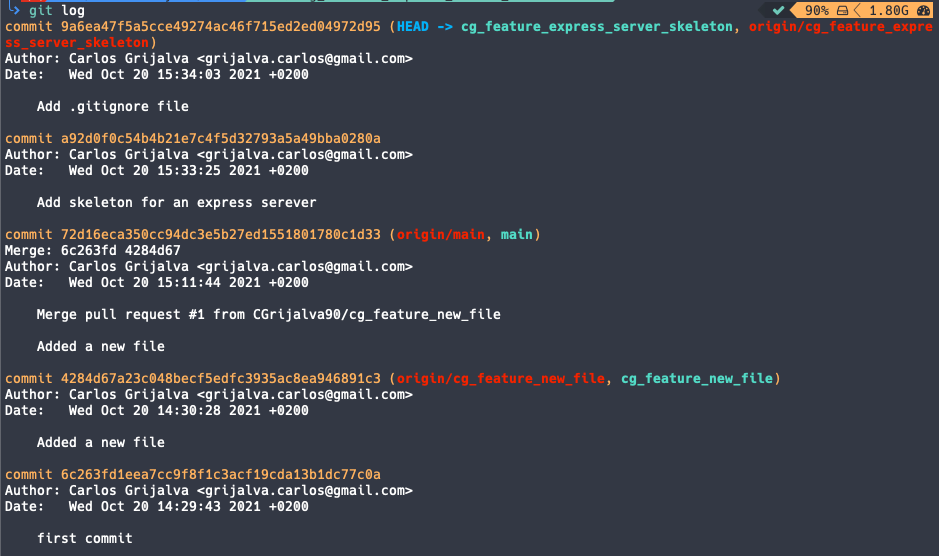 git log
90% 1.80G
commit 9a6ea47f5a5cce49274ac46f715ed2ed04972d95 (HEAD -> cg_feature_express_server_skeleton, origin/cg_feature_expre
ss_server_skeleton)
Author: Carlos Grijalva <grijalva.carlos@gmail.com>
Date:   Wed Oct 20 15:34:03 2021 +0200
    Add .gitignore file
commit a92d0f0c54b4b21e7c4f5d32793a5a49bba0280a
Author: Carlos Grijalva <grijalva.carlos@gmail.com>
Date:   Wed Oct 20 15:33:25 2021 +0200
    Add skeleton for an express serever
commit 72d16eca350cc94dc3e5b27ed1551801780c1d33 (origin/main, main)
Merge: 6c263fd 4284d67
Author: Carlos Grijalva <grijalva.carlos@gmail.com>
Date:   Wed Oct 20 15:11:44 2021 +0200
    Merge pull request #1 from CGrijalva90/cg_feature_new_file
    Added a new file
commit 4284d67a23c048becf5edfc3935ac8ea946891c3 (origin/cg_feature_new_file, cg_feature_new_file)
Author: Carlos Grijalva <grijalva.carlos@gmail.com>
Date:   Wed Oct 20 14:30:28 2021 +0200
    Added a new file
commit 6c263fd1eea7cc9f8f1c3acf19cda13b1dc77c0a
Author: Carlos Grijalva <grijalva.carlos@gmail.com>
Date:   Wed Oct 20 14:29:43 2021 +0200
    first commit